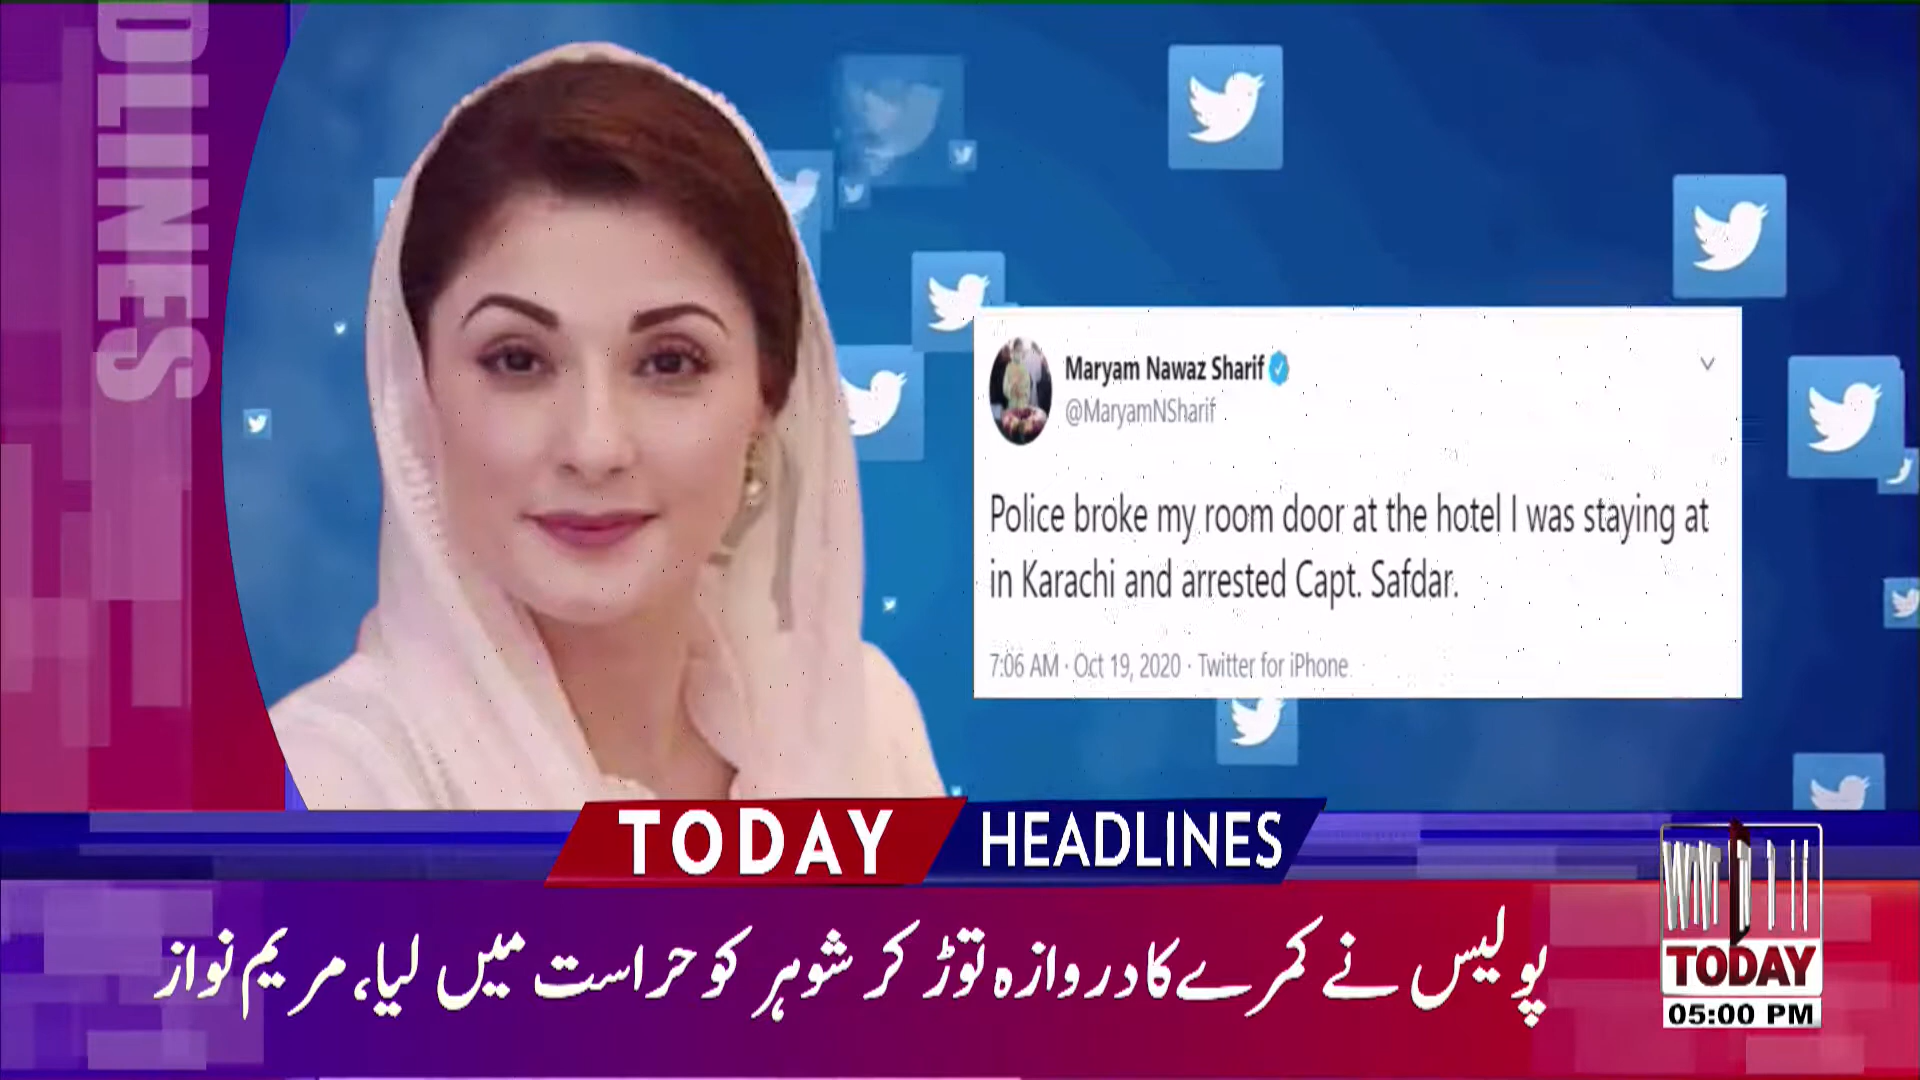 DLINES
Maryam Nawaz Sharif
@MaryamNSharif
Police broke my room door at the hotel I was staying at
in Karachi and arrested Capt. Safdar.
7:06 AM · Oct 19, 2020 · Twitter for iPhone
TODAY HEADLINES
پولیس نے کمرے کا دروازہ توڑ کر شوہر کو حراست میں لیا، مریم نواز
TODAY
05:00 PM